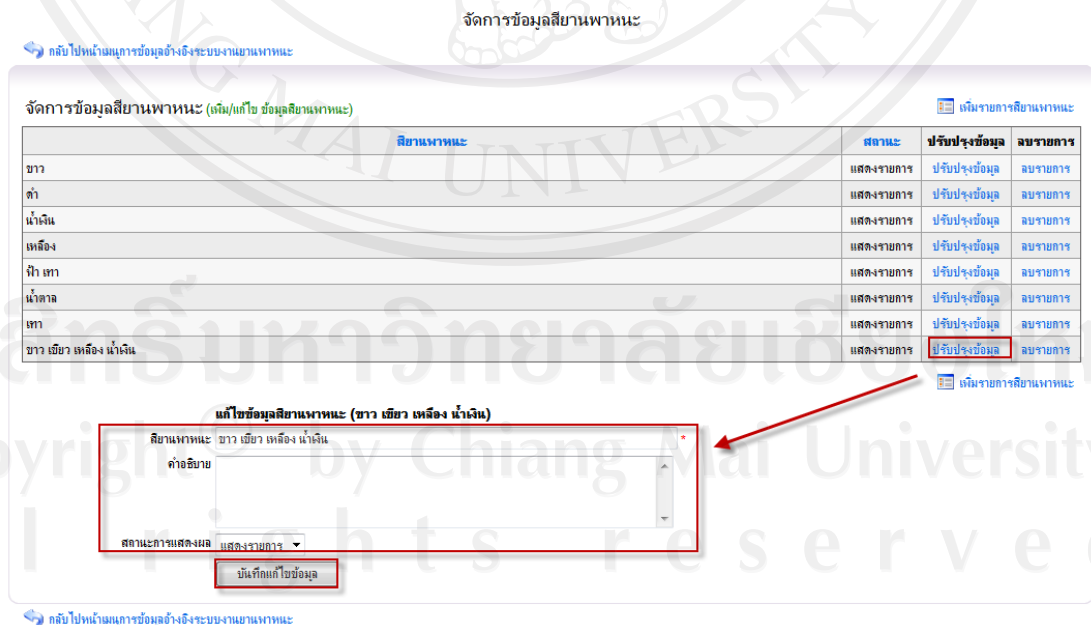 จัดการข้อมูลสียานพาหนะ
กลับไปหน้าเมนูการข้อมูลอ้างอิงระบบงานยานพาหนะ
จัดการข้อมูลสียานพาหนะ (เพิ่ม/แก้ไข ข้อมูลสียานพาหนะ) เพิ่มรายการสียานพาหนะ
สียานพาหนะ สถานะ ปรับปรุงข้อมูล ลบรายการ
ขาว แสดงรายการ ปรับปรุงข้อมูล ลบรายการ
ดำ แสดงรายการ ปรับปรุงข้อมูล ลบรายการ
น้ำเงิน แสดงรายการ ปรับปรุงข้อมูล ลบรายการ
เหลือง แสดงรายการ ปรับปรุงข้อมูล ลบรายการ
ฟ้า เทา แสดงรายการ ปรับปรุงข้อมูล ลบรายการ
น้ำตาล แสดงรายการ ปรับปรุงข้อมูล ลบรายการ
เทา แสดงรายการ ปรับปรุงข้อมูล ลบรายการ
ขาว เขียว เหลือง น้ำเงิน แสดงรายการ ปรับปรุงข้อมูล ลบรายการ
เพิ่มรายการสียานพาหนะ
แก้ไขข้อมูลสียานพาหนะ (ขาว เขียว เหลือง น้ำเงิน)
สียานพาหนะ ขาว เขียว เหลือง น้ำเงิน *
คำอธิบาย
สถานะการแสดงผล แสดงรายการ
บันทึกแก้ไขข้อมูล
กลับไปหน้าเมนูการข้อมูลอ้างอิงระบบงานยานพาหนะ
by Chiang Mai University
rights reserve